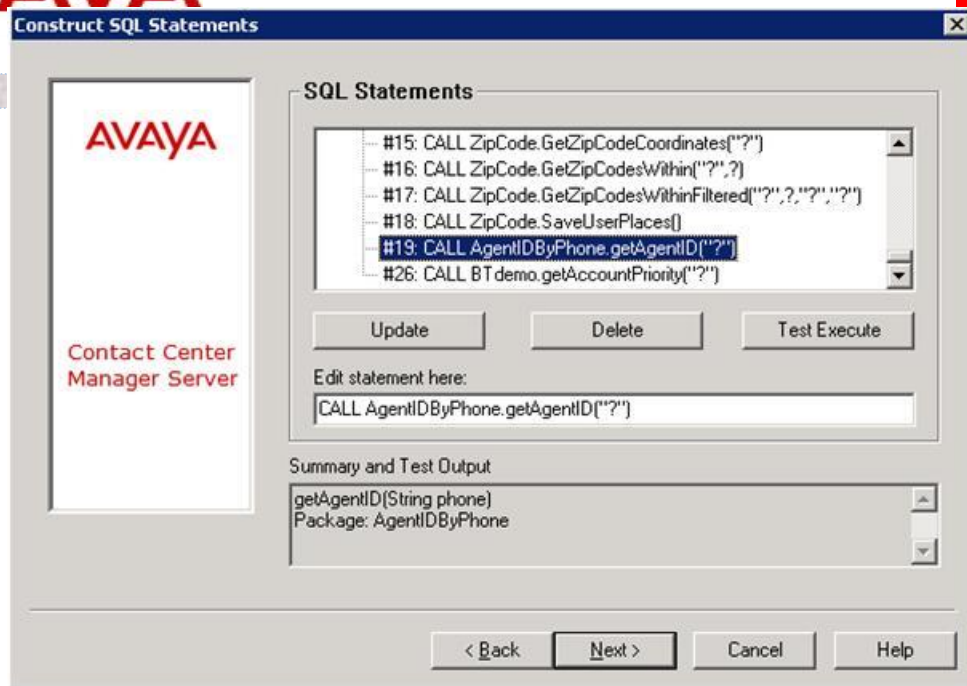 Construct SQL Statements
AVAYA
Contact Center
Manager Server
SQL Statements
#15: CALL ZipCode.GetZipCodeCoordinates("?")
#16: CALL ZipCode.GetZipCodesWithin("?",?)
#17: CALL ZipCode.GetZipCodesWithinFiltered("?",?,"?","?")
#18: CALL ZipCode.SaveUserPlaces()
#19: CALL AgentIDByPhone.getAgentID("?")
#26: CALL BTdemo.getAccountPriority("?")
Update
Delete
Test Execute
Edit statement here:
CALL AgentIDByPhone.getAgentID("?")
Summary and Test Output
getAgentID(String phone)
Package: AgentIDByPhone
< Back
Next >
Cancel
Help